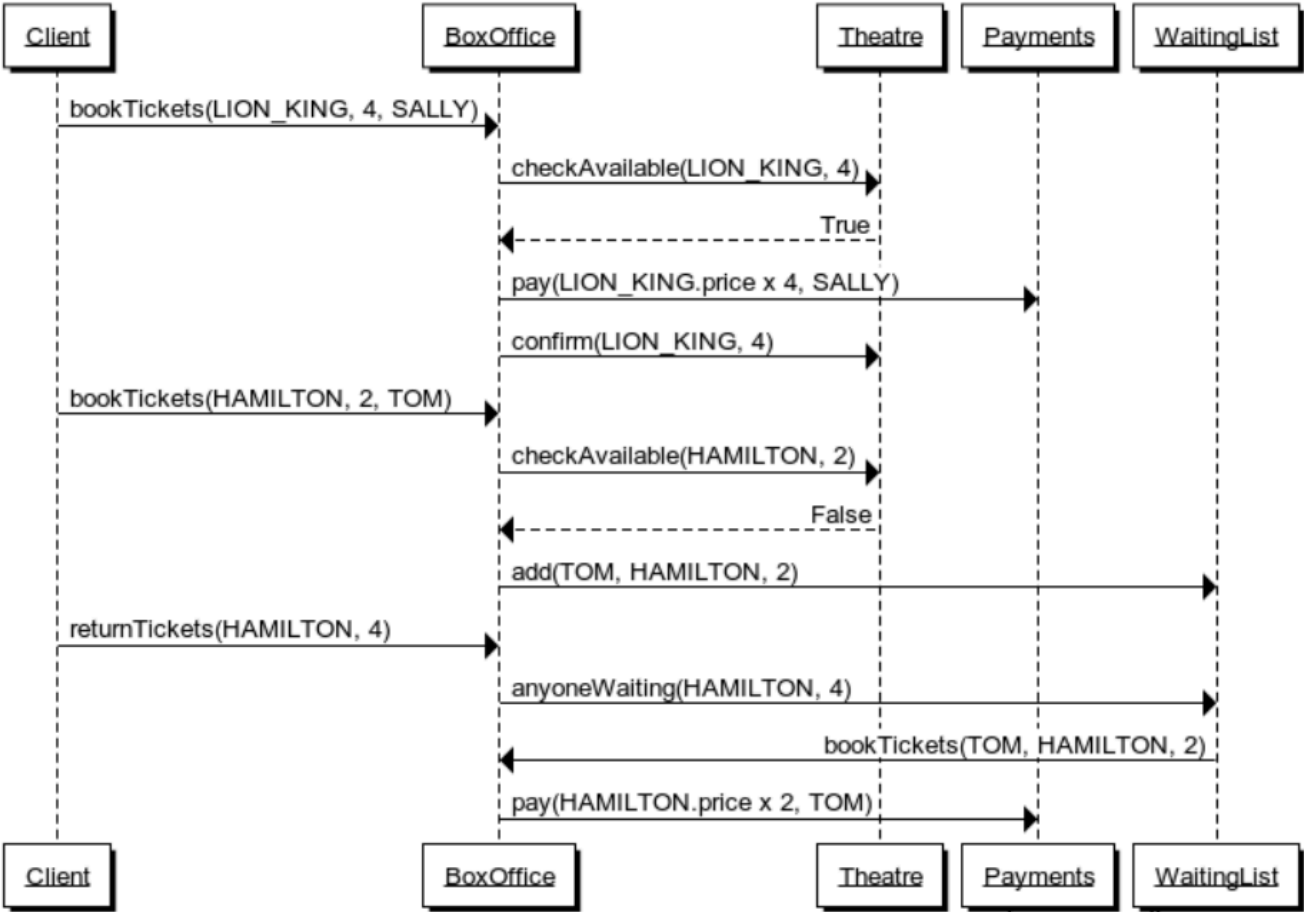 Client BoxOffice Theatre Payments WaitingList
bookTickets(LION_KING, 4, SALLY)
checkAvailable(LION_KING, 4)
True
pay(LION_KING.price x 4, SALLY)
confirm(LION_KING, 4)
bookTickets(HAMILTON, 2, TOM)
checkAvailable(HAMILTON, 2)
False
add(TOM, HAMILTON, 2)
returnTickets(HAMILTON, 4)
anyoneWaiting(HAMILTON, 4)
bookTickets(TOM, HAMILTON, 2)
pay(HAMILTON.price x 2, TOM)
Client BoxOffice Theatre Payments WaitingList